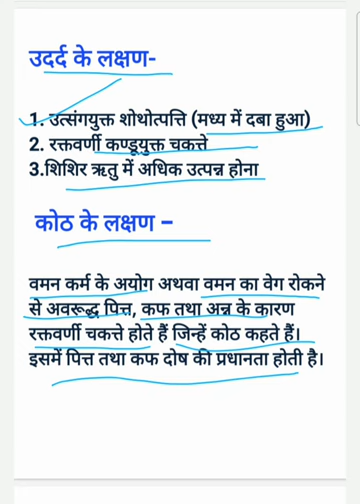 उदर्द के लक्षण-
1. उत्संगयुक्त शोथोत्पत्ति (मध्य में दबा हुआ)
2. रक्तवर्णी कण्डूयुक्त चकत्ते
3.शिशिर ऋतु में अधिक उत्पन्न होना
कोठ के लक्षण –
वमन कर्म के अयोग अथवा वमन का वेग रोकने
से अवरूद्ध पित्त, कफ तथा अन्न के कारण
रक्तवर्णी चकत्ते होते हैं जिन्हें कोठ कहते हैं।
इसमें पित्त तथा कफ दोष की प्रधानता होती है।